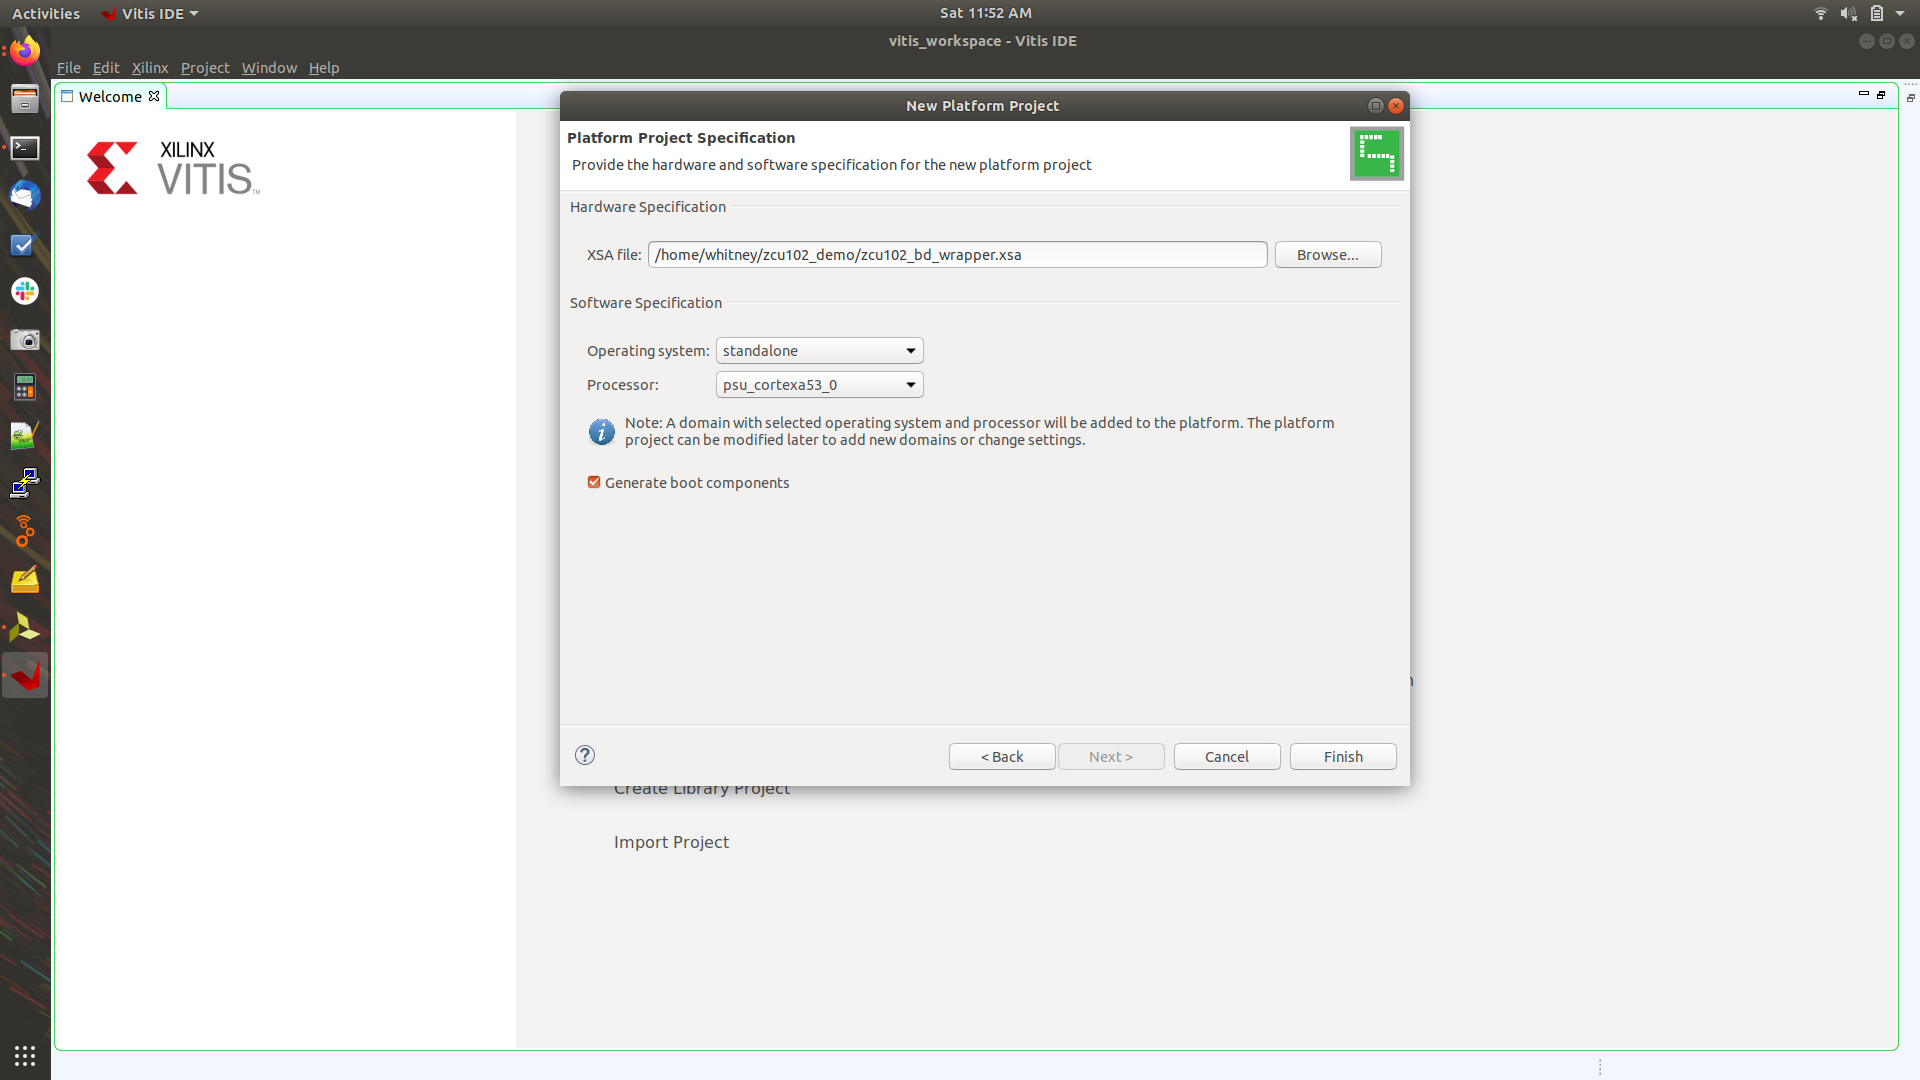 Activities
Vitis IDE
Sat 11:52 AM
vitis_workspace - Vitis IDE
File Edit Xilinx Project Window Help
Welcome
XILINX
VITIS™
New Platform Project
Platform Project Specification
Provide the hardware and software specification for the new platform project
Hardware Specification
XSA file: /home/whitney/zcu102_demo/zcu102_bd_wrapper.xsa Browse...
Software Specification
Operating system: standalone
Processor: psu_cortexa53_0
Note: A domain with selected operating system and processor will be added to the platform. The platform
project can be modified later to add new domains or change settings.
Generate boot components
? < Back Next > Cancel Finish
Create Library Project
Import Project